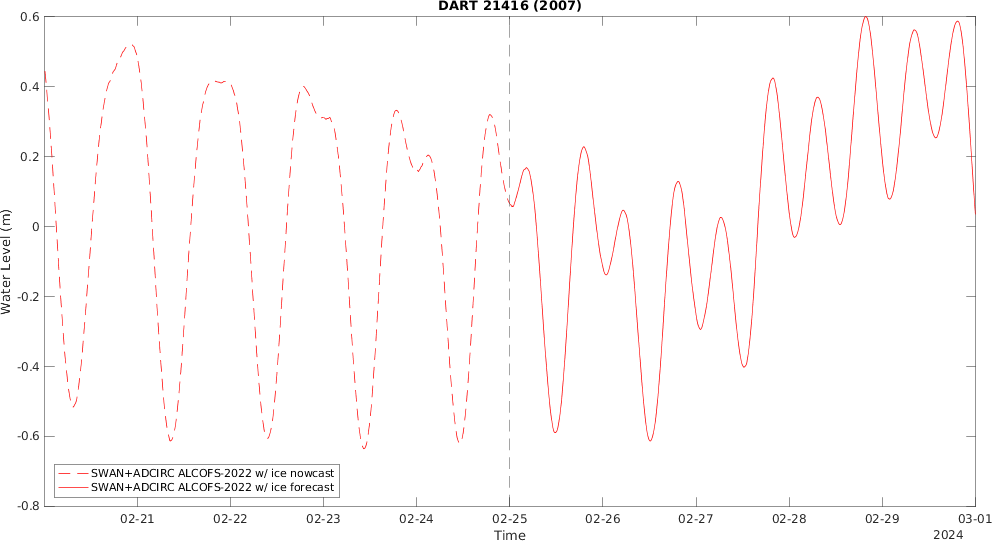 DART 21416 (2007)
0.6
0.4
0.2
0
-0.2
-0.4
-0.6
-0.8
Water Level (m)
SWAN+ADCIRC ALCOFS-2022 w/ ice nowcast
SWAN+ADCIRC ALCOFS-2022 w/ ice forecast
02-21 02-22 02-23 02-24 02-25 02-26 02-27 02-28 02-29 03-01
Time
2024